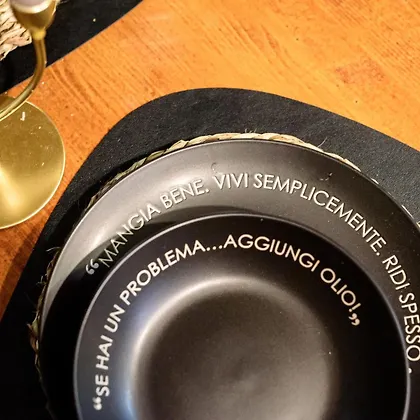 “MANGIA BENE. VIVI SEMPLICEMENTE. RIDI SPESSO.
“SE HAI UN PROBLEMA...AGGIUNGI OLIO!„